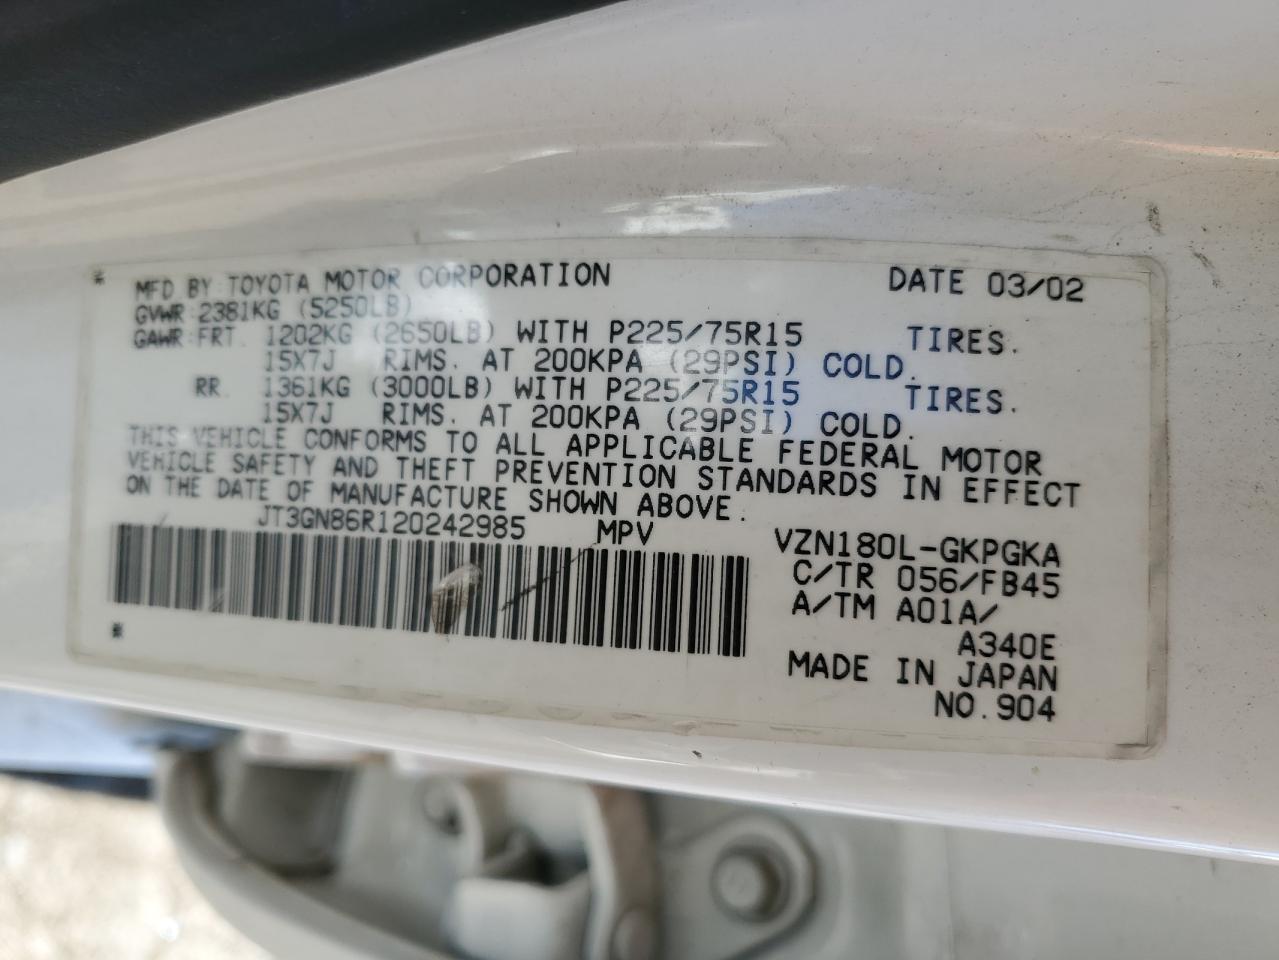 MFD BY: TOYOTA MOTOR CORPORATION DATE 03/02
GVWR: 2381KG (5250LB)
GAWR: FRT. 1202KG (2650LB) WITH P225/75R15 TIRES.
15X7J RIMS. AT 200KPA (29PSI) COLD.
RR. 1361KG (3000LB) WITH P225/75R15 TIRES.
15X7J RIMS. AT 200KPA (29PSI) COLD.
THIS VEHICLE CONFORMS TO ALL APPLICABLE FEDERAL MOTOR
VEHICLE SAFETY AND THEFT PREVENTION STANDARDS IN EFFECT
ON THE DATE OF MANUFACTURE SHOWN ABOVE.
JT3GN86R120242985 MPV VZN180L-GKPGKA
C/TR 056/FB45
A/TM A01A/
A340E
MADE IN JAPAN
NO.904